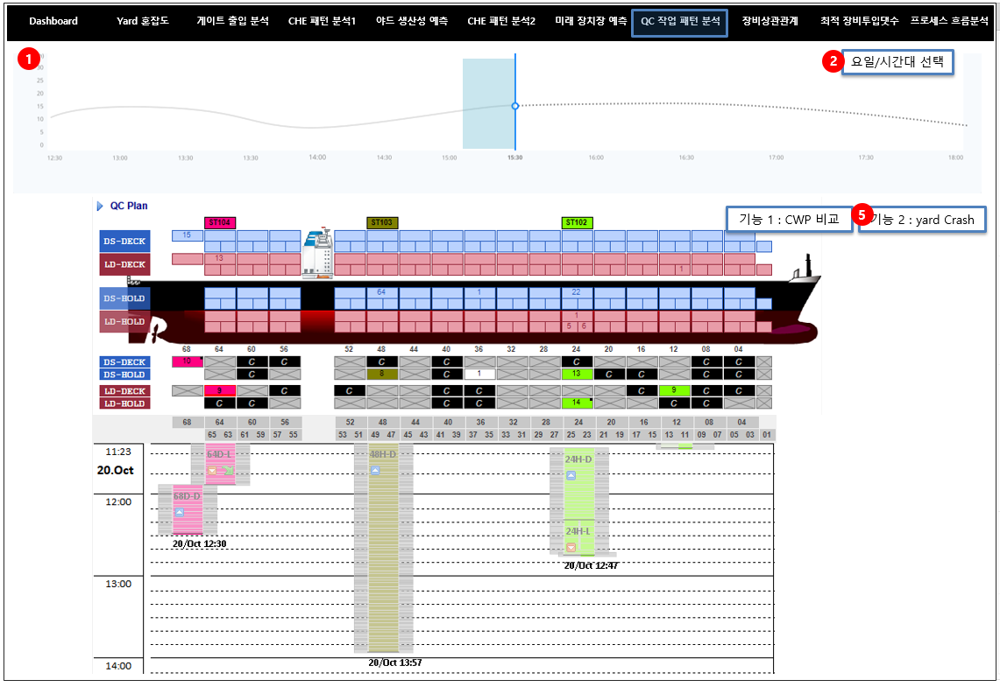 Dashboard Yard 혼잡도 게이트 출입 분석 CHE 패턴 분석1 야드 생산성 예측 CHE 패턴 분석2 미래 장치장 예측 QC 작업 패턴 분석 장비상관관계 최적 장비투입댓수 프로세스 흐름분석
1
2 요일/시간대 선택
30
25
20
15
10
5
0
12:30 13:00 13:30 13:30 14:00 14:30 15:00 15:30 16:00 16:30 17:00 17:30 18:00
QC Plan
기능 1 : CWP 비교 5 기능 2 : yard Crash
ST104 ST103 ST102
DS-DECK 15
LD-DECK 13 1
DS-HOLD 64 1 22
LD-HOLD 1
5 6
68 64 60 56 52 48 44 40 36 32 28 24 20 16 12 08 04
DS-DECK 10 C C C C C C C
DS-HOLD C 8 C 1 13 C C C C
LD-DECK 9 C C C C C 9 C C
LD-HOLD C C C C 14 C C
68 64 60 56 52 48 44 40 36 32 28 24 20 16 12 08 04
65 63 61 59 57 55 53 51 49 47 45 43 41 39 37 35 33 31 29 27 25 23 21 19 17 15 13 11 09 07 05 03 01
11:23
64D-L 48H-D 24H-D
20.Oct
68D-D
12:00
24H-L
20/Oct 12:30
20/Oct 12:47
13:00
20/Oct 13:57
14:00